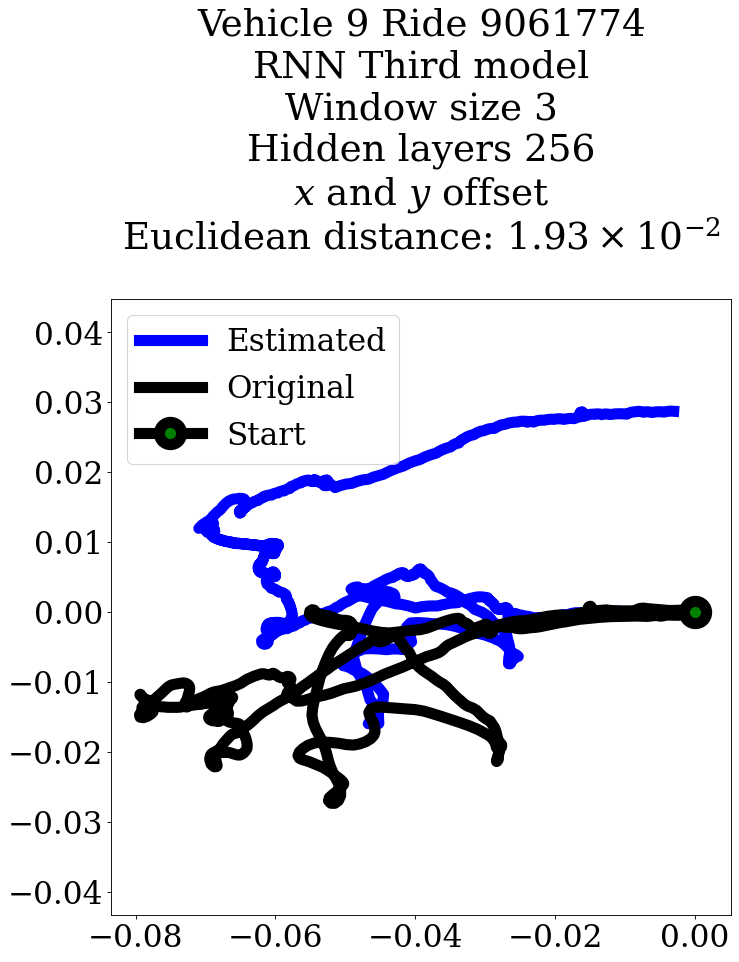 Vehicle 9 Ride 9061774
RNN Third model
Window size 3
Hidden layers 256
x and y offset
Euclidean distance: 1.93 × 10⁻²
Estimated
Original
Start
0.04
0.03
0.02
0.01
0.00
−0.01
−0.02
−0.03
−0.04
−0.08
−0.06
−0.04
−0.02
0.00